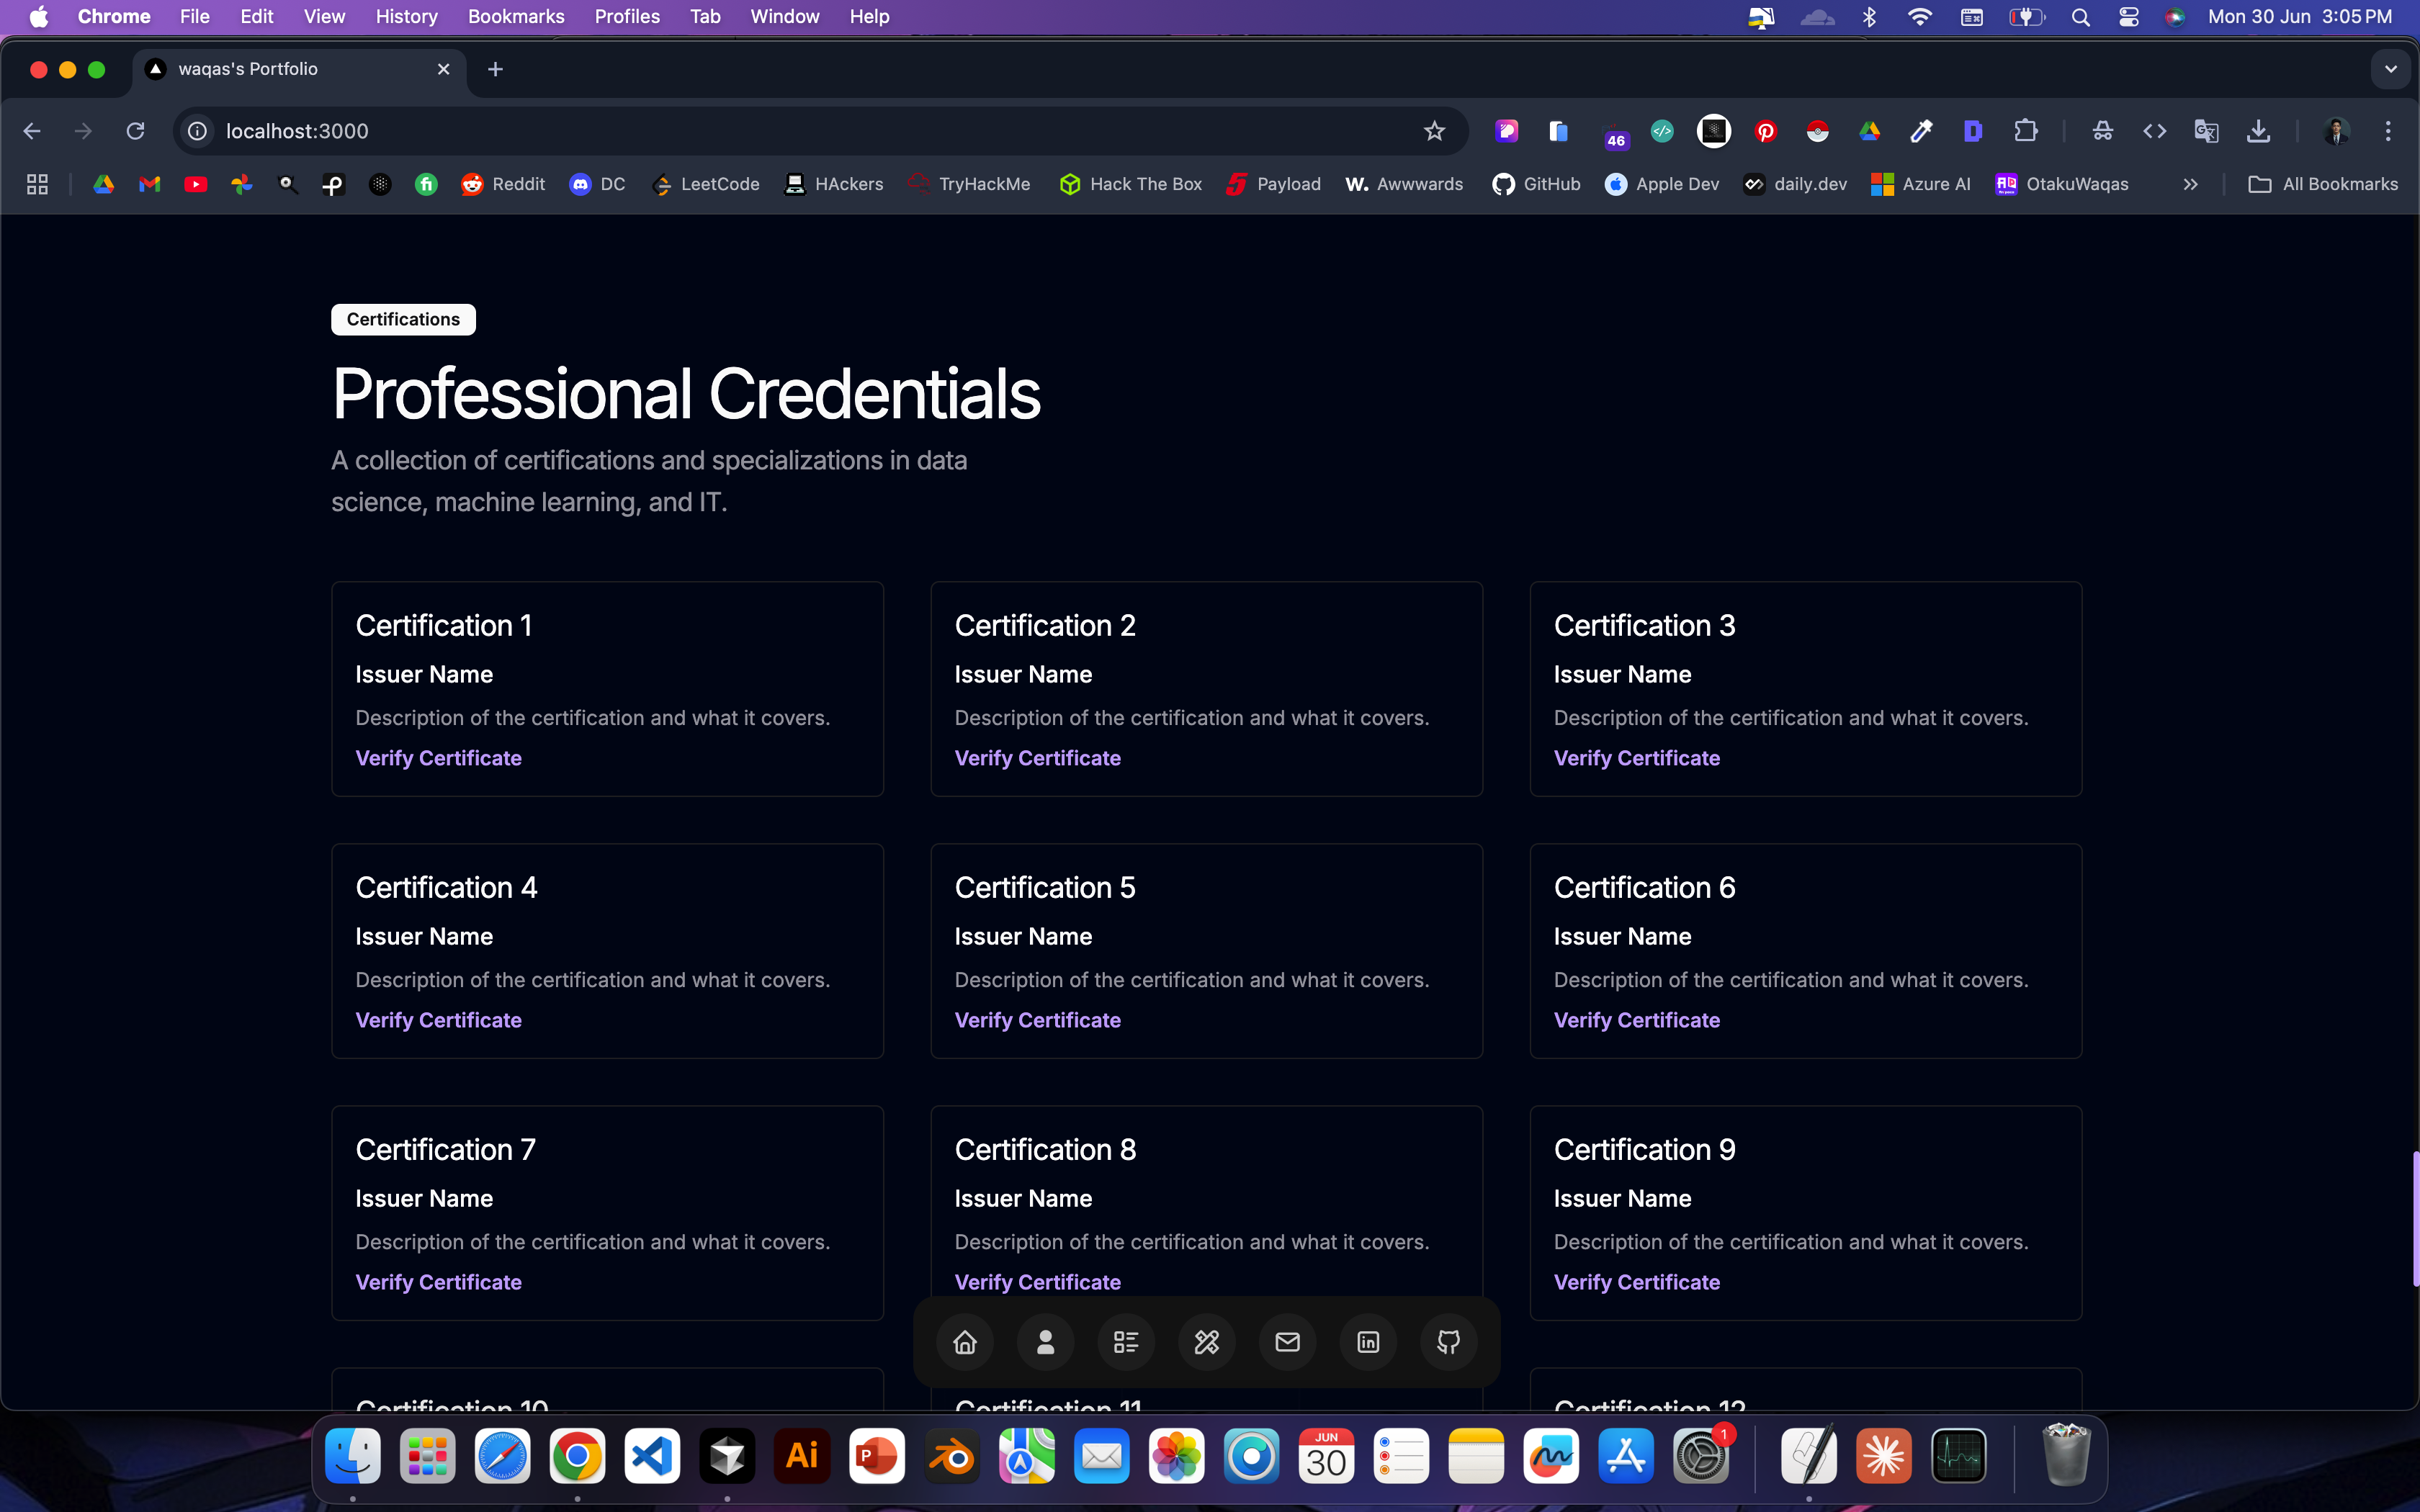 Chrome File Edit View History Bookmarks Profiles Tab Window Help Mon 30 Jun 3:05 PM
waqas's Portfolio
localhost:3000
46
Reddit DC LeetCode HAckers TryHackMe Hack The Box Payload W. Awwwards GitHub Apple Dev daily.dev Azure AI OtakuWaqas All Bookmarks
Certifications
Professional Credentials
A collection of certifications and specializations in data
science, machine learning, and IT.
Certification 1
Issuer Name
Description of the certification and what it covers.
Verify Certificate
Certification 2
Issuer Name
Description of the certification and what it covers.
Verify Certificate
Certification 3
Issuer Name
Description of the certification and what it covers.
Verify Certificate
Certification 4
Issuer Name
Description of the certification and what it covers.
Verify Certificate
Certification 5
Issuer Name
Description of the certification and what it covers.
Verify Certificate
Certification 6
Issuer Name
Description of the certification and what it covers.
Verify Certificate
Certification 7
Issuer Name
Description of the certification and what it covers.
Verify Certificate
Certification 8
Issuer Name
Description of the certification and what it covers.
Verify Certificate
Certification 9
Issuer Name
Description of the certification and what it covers.
Verify Certificate
Certification 10
Certification 11
Certification 12
Ai
P
JUN
30
1